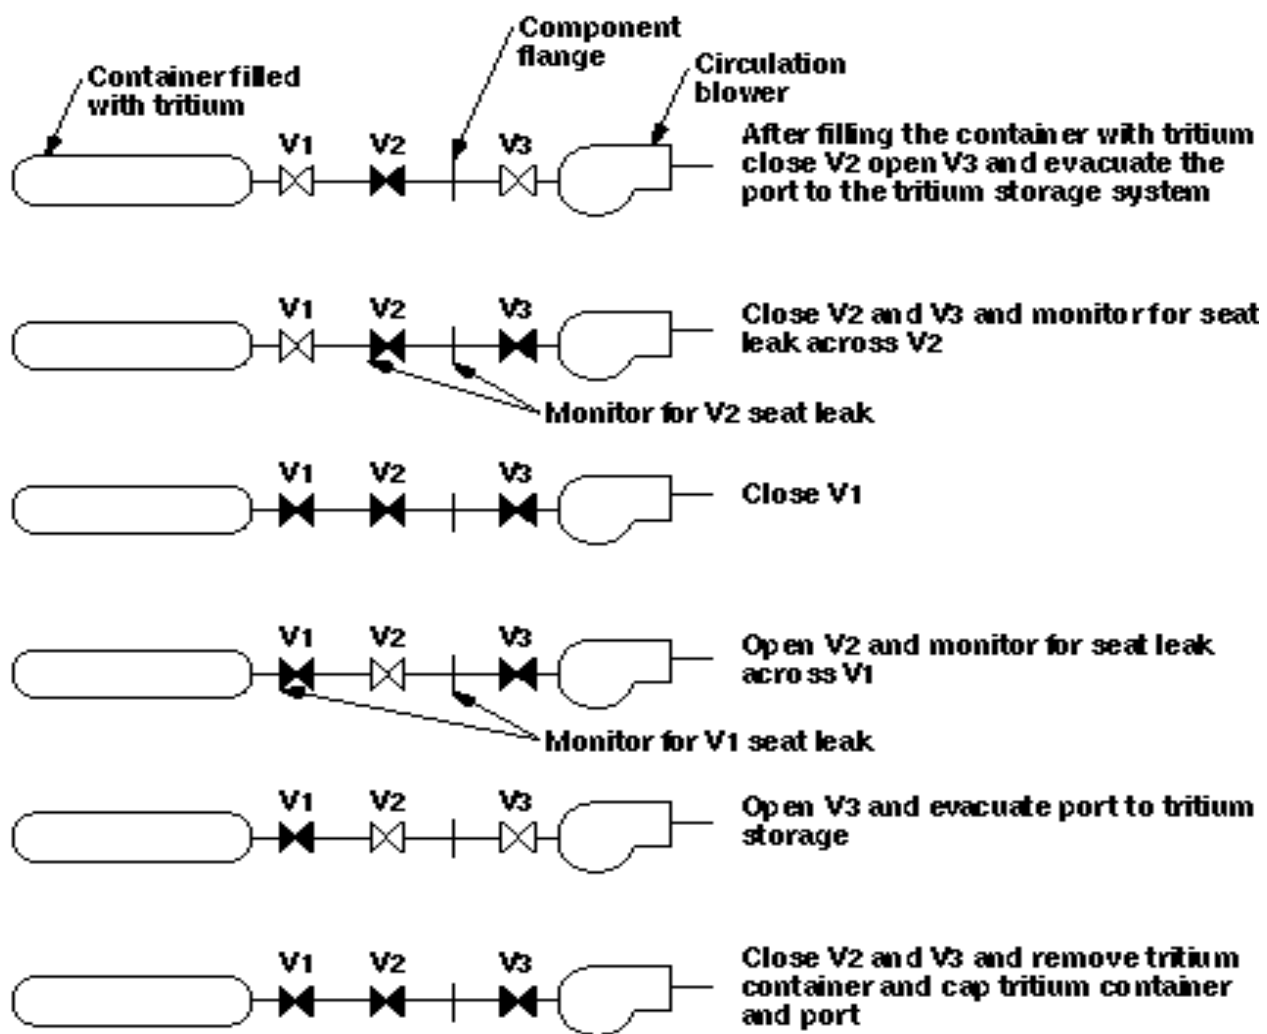 Component
flange
Circulation
blower
Container filled
with tritium
V1 V2 V3
After filling the container with tritium
close V2 open V3 and evacuate the
port to the tritium storage system
V1 V2 V3
Close V2 and V3 and monitor for seat
leak across V2
Monitor for V2 seat leak
V1 V2 V3
Close V1
V1 V2 V3
Open V2 and monitor for seat leak
across V1
Monitor for V1 seat leak
V1 V2 V3
Open V3 and evacuate port to tritium
storage
V1 V2 V3
Close V2 and V3 and remove tritium
container and cap tritium container
and port